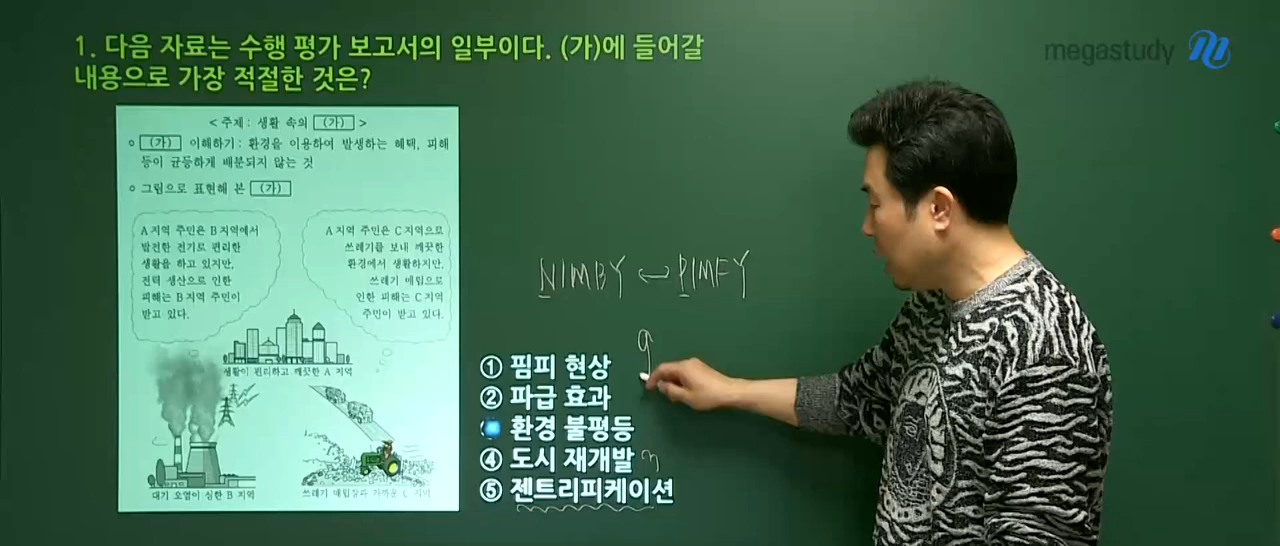 1. 다음 자료는 수행 평가 보고서의 일부이다. (가)에 들어갈
내용으로 가장 적절한 것은?
megastudy
< 주제 : 생활 속의 (가) >
○ (가) 이해하기 : 환경을 이용하여 발생하는 혜택, 피해
등이 균등하게 배분되지 않는 것
○ 그림으로 표현해 본 (가)
A 지역 주민은 B 지역에서
발전한 전기로 편리한
생활을 하고 있지만,
전력 생산으로 인한
피해는 B 지역 주민이
받고 있다.
A 지역 주민은 C 지역으로
쓰레기를 보내 깨끗한
환경에서 생활하지만,
쓰레기 매립으로
인한 피해는 C 지역
주민이 받고 있다.
생활이 편리하고 깨끗한 A 지역
대기 오염이 심한 B 지역
쓰레기 매립장과 가까운 C 지역
NIMBY ↔ PIMFY
g
① 핌피 현상
② 파급 효과
환경 불평등
④ 도시 재개발
⑤ 젠트리피케이션